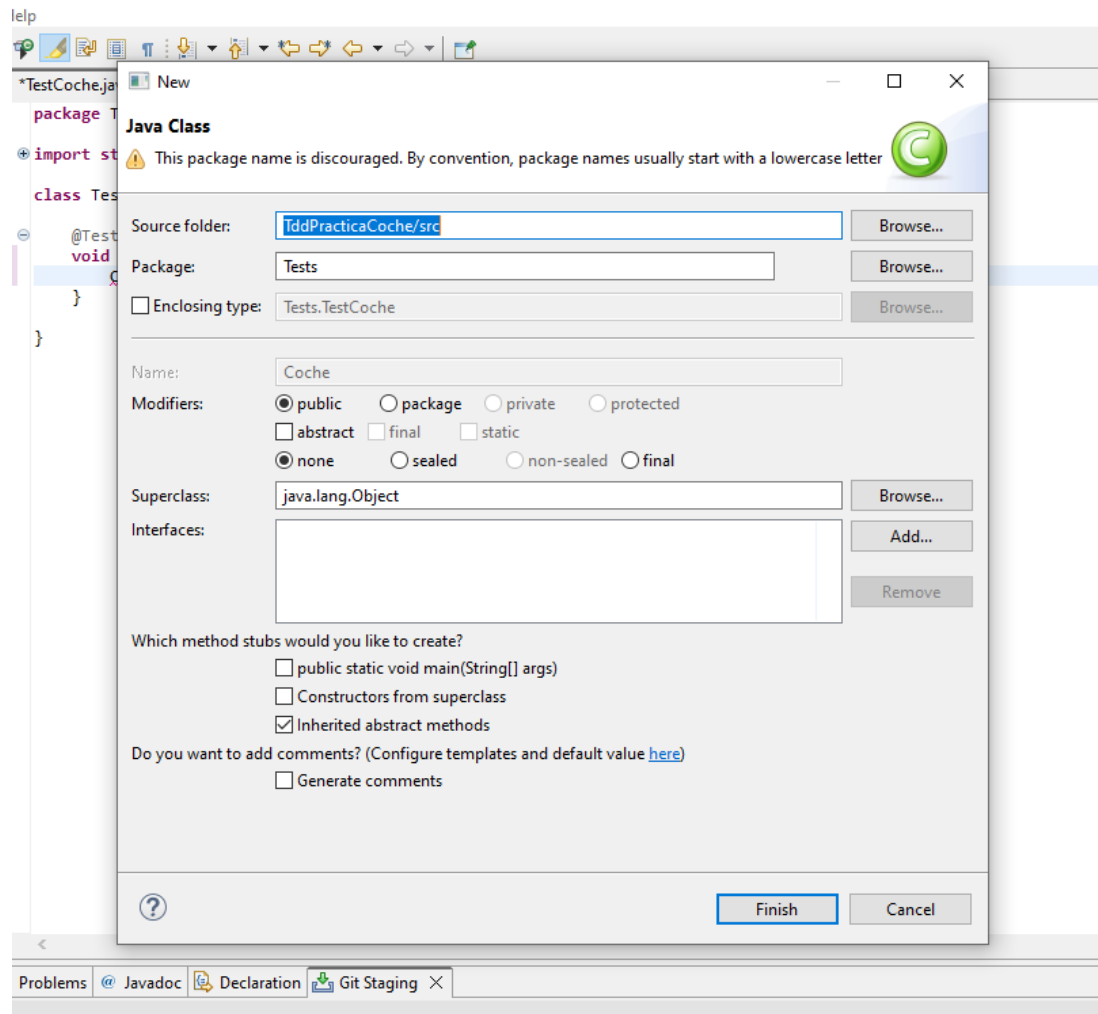 Help
*TestCoche.ja
New
package T
Java Class
import st
This package name is discouraged. By convention, package names usually start with a lowercase letter
class Tes
Source folder: TddPracticaCoche/src Browse...
@Test
void
Package: Tests Browse...
C
}
Enclosing type: Tests.TestCoche Browse...
}
Name: Coche
Modifiers: public package private protected
abstract final static
none sealed non-sealed final
Superclass: java.lang.Object Browse...
Interfaces: Add...
Remove
Which method stubs would you like to create?
public static void main(String[] args)
Constructors from superclass
Inherited abstract methods
Do you want to add comments? (Configure templates and default value here)
Generate comments
? Finish Cancel
Problems @ Javadoc Declaration Git Staging